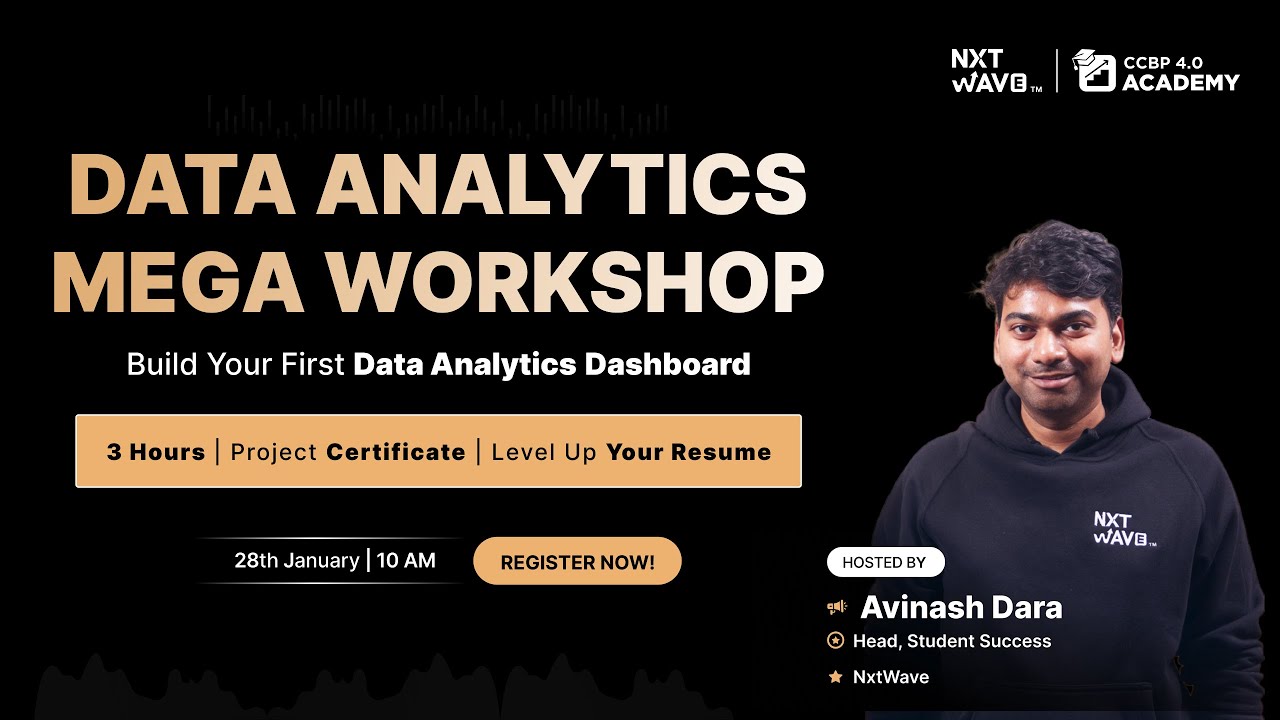 NXT
WAVE™
CCBP 4.0
ACADEMY
DATA ANALYTICS
MEGA WORKSHOP
Build Your First Data Analytics Dashboard
3 Hours | Project Certificate | Level Up Your Resume
28th January | 10 AM
REGISTER NOW!
NXT
WAVE™
HOSTED BY
Avinash Dara
Head, Student Success
NxtWave